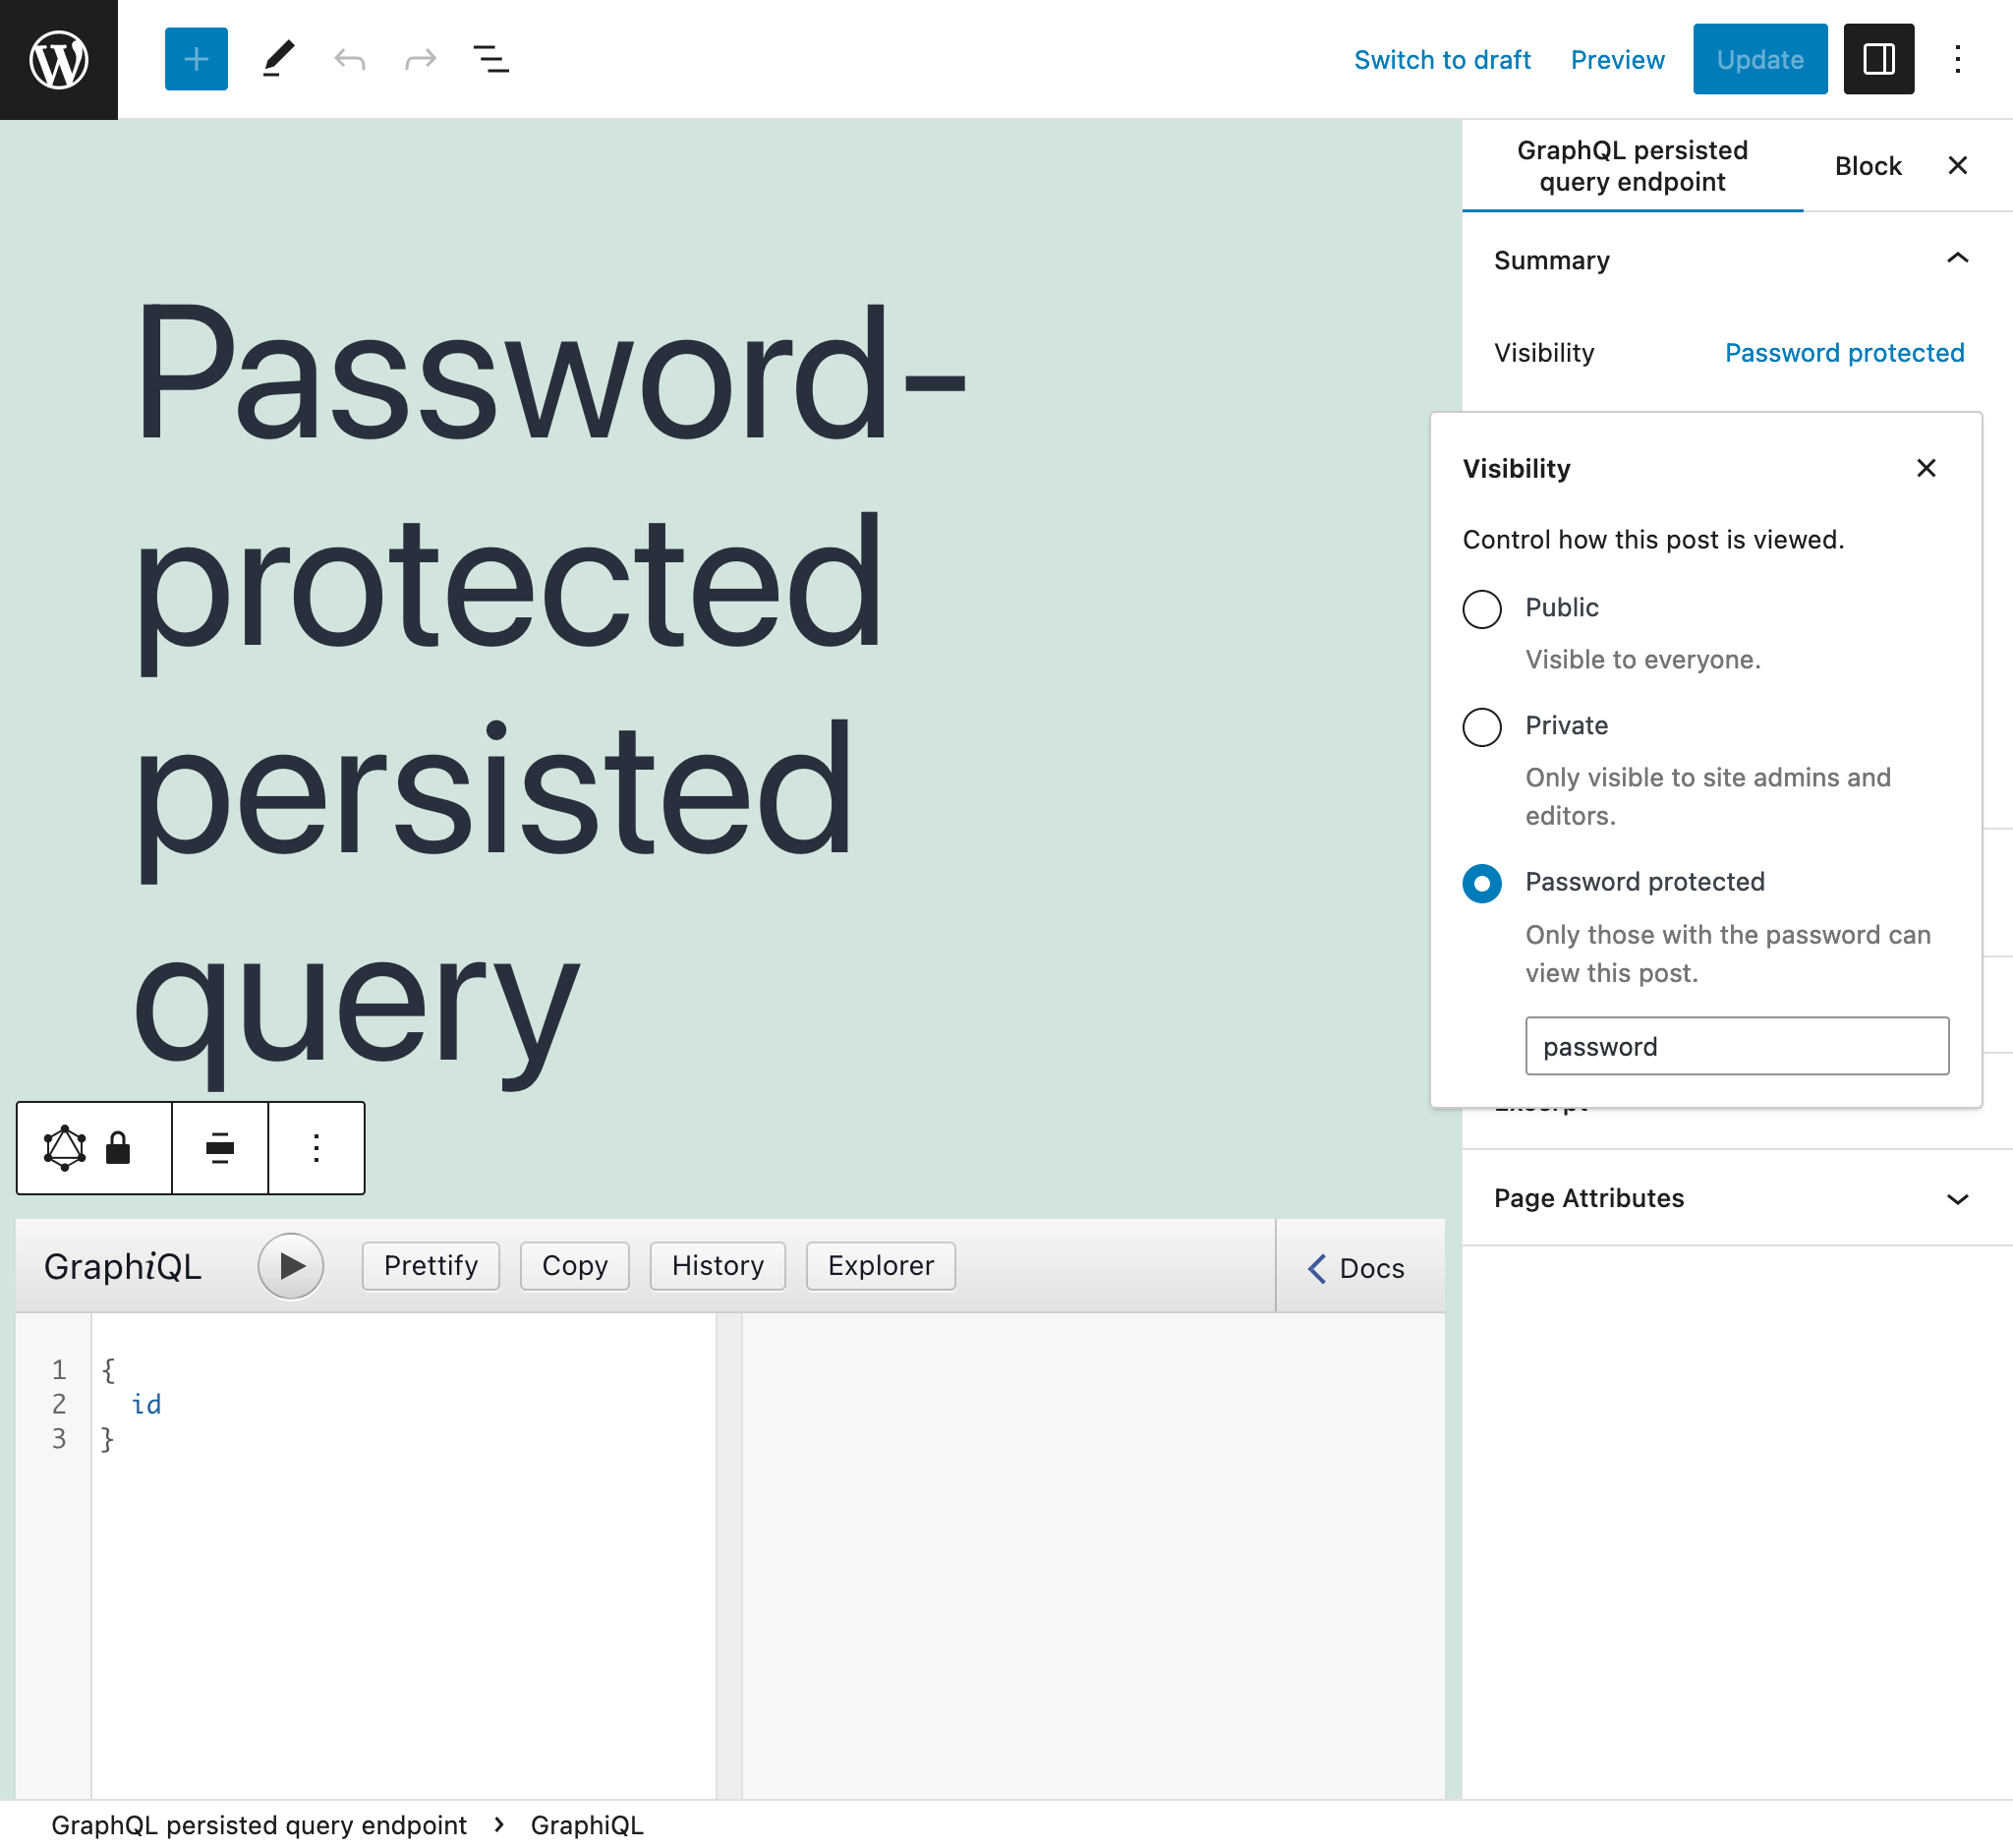 Switch to draft
Preview
Update
Password-
protected
persisted
query
GraphiQL
Prettify
Copy
History
Explorer
Docs
1 {
2 id
3 }
GraphQL persisted
query endpoint
Block
Summary
Visibility
Password protected
Visibility
Control how this post is viewed.
Public
Visible to everyone.
Private
Only visible to site admins and
editors.
Password protected
Only those with the password can
view this post.
password
Excerpt
Page Attributes
GraphQL persisted query endpoint
GraphiQL